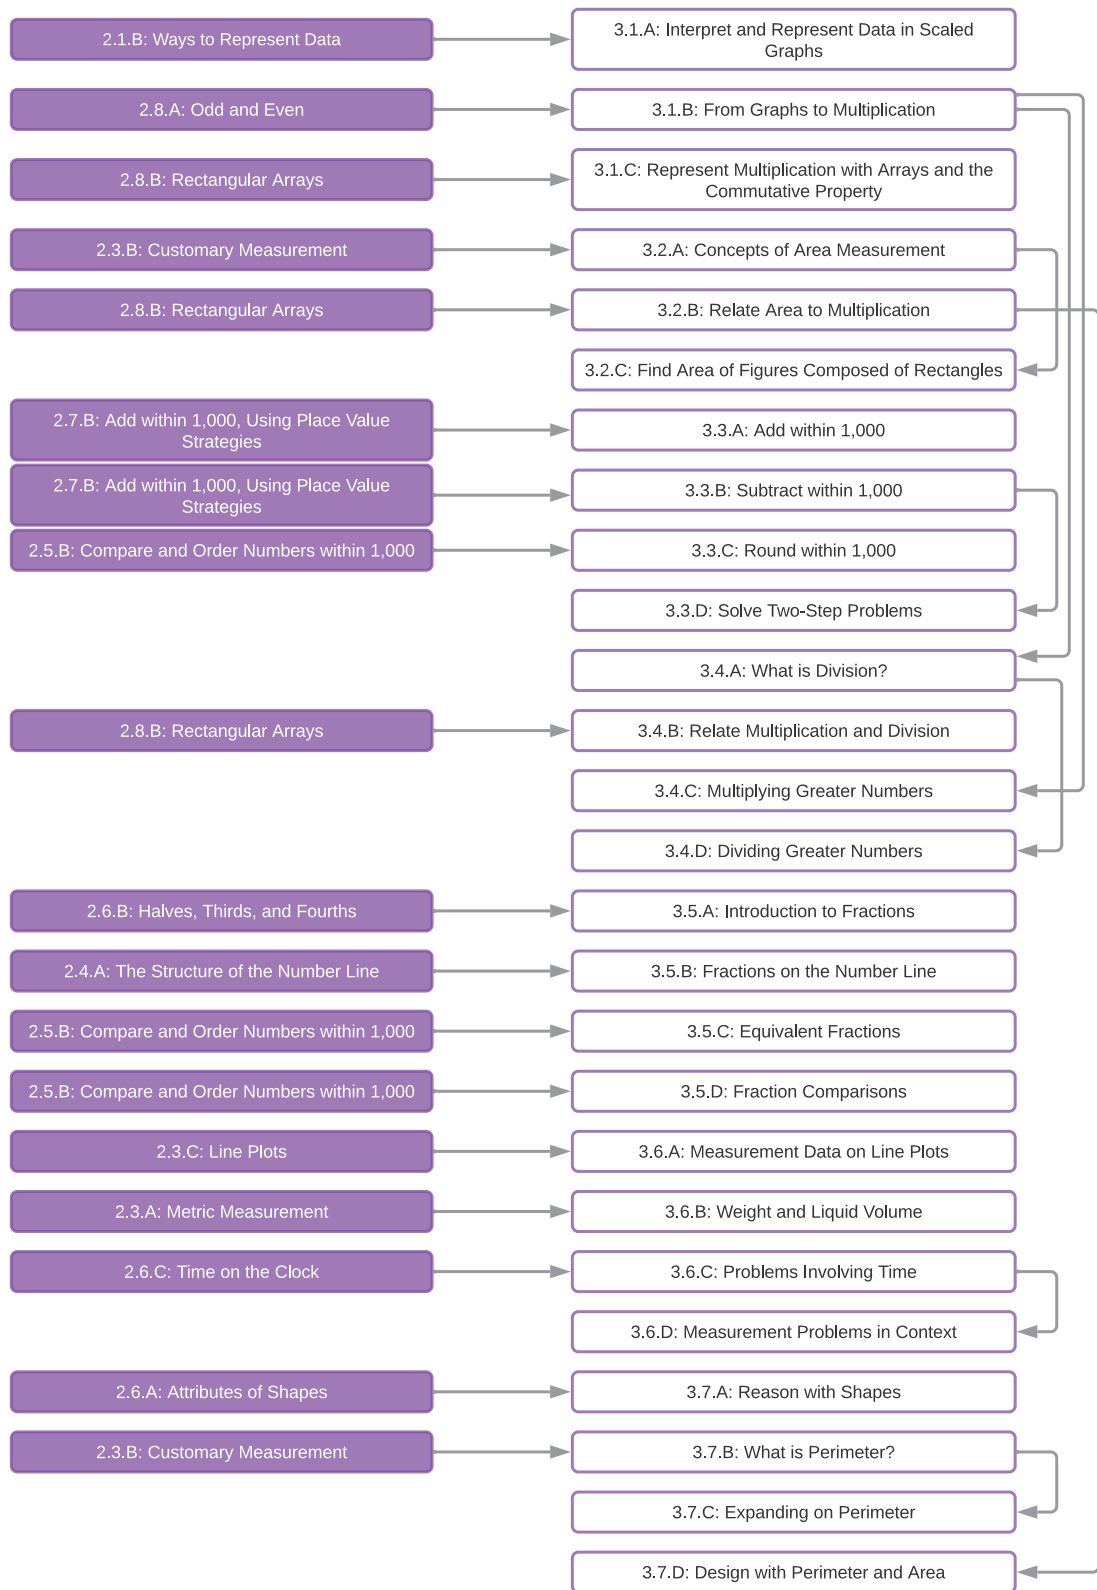 2.1.B: Ways to Represent Data
3.1.A: Interpret and Represent Data in Scaled
Graphs
2.8.A: Odd and Even
3.1.B: From Graphs to Multiplication
2.8.B: Rectangular Arrays
3.1.C: Represent Multiplication with Arrays and the
Commutative Property
2.3.B: Customary Measurement
3.2.A: Concepts of Area Measurement
2.8.B: Rectangular Arrays
3.2.B: Relate Area to Multiplication
3.2.C: Find Area of Figures Composed of Rectangles
2.7.B: Add within 1,000, Using Place Value
Strategies
3.3.A: Add within 1,000
2.7.B: Add within 1,000, Using Place Value
Strategies
3.3.B: Subtract within 1,000
2.5.B: Compare and Order Numbers within 1,000
3.3.C: Round within 1,000
3.3.D: Solve Two-Step Problems
3.4.A: What is Division?
2.8.B: Rectangular Arrays
3.4.B: Relate Multiplication and Division
3.4.C: Multiplying Greater Numbers
3.4.D: Dividing Greater Numbers
2.6.B: Halves, Thirds, and Fourths
3.5.A: Introduction to Fractions
2.4.A: The Structure of the Number Line
3.5.B: Fractions on the Number Line
2.5.B: Compare and Order Numbers within 1,000
3.5.C: Equivalent Fractions
2.5.B: Compare and Order Numbers within 1,000
3.5.D: Fraction Comparisons
2.3.C: Line Plots
3.6.A: Measurement Data on Line Plots
2.3.A: Metric Measurement
3.6.B: Weight and Liquid Volume
2.6.C: Time on the Clock
3.6.C: Problems Involving Time
3.6.D: Measurement Problems in Context
2.6.A: Attributes of Shapes
3.7.A: Reason with Shapes
2.3.B: Customary Measurement
3.7.B: What is Perimeter?
3.7.C: Expanding on Perimeter
3.7.D: Design with Perimeter and Area